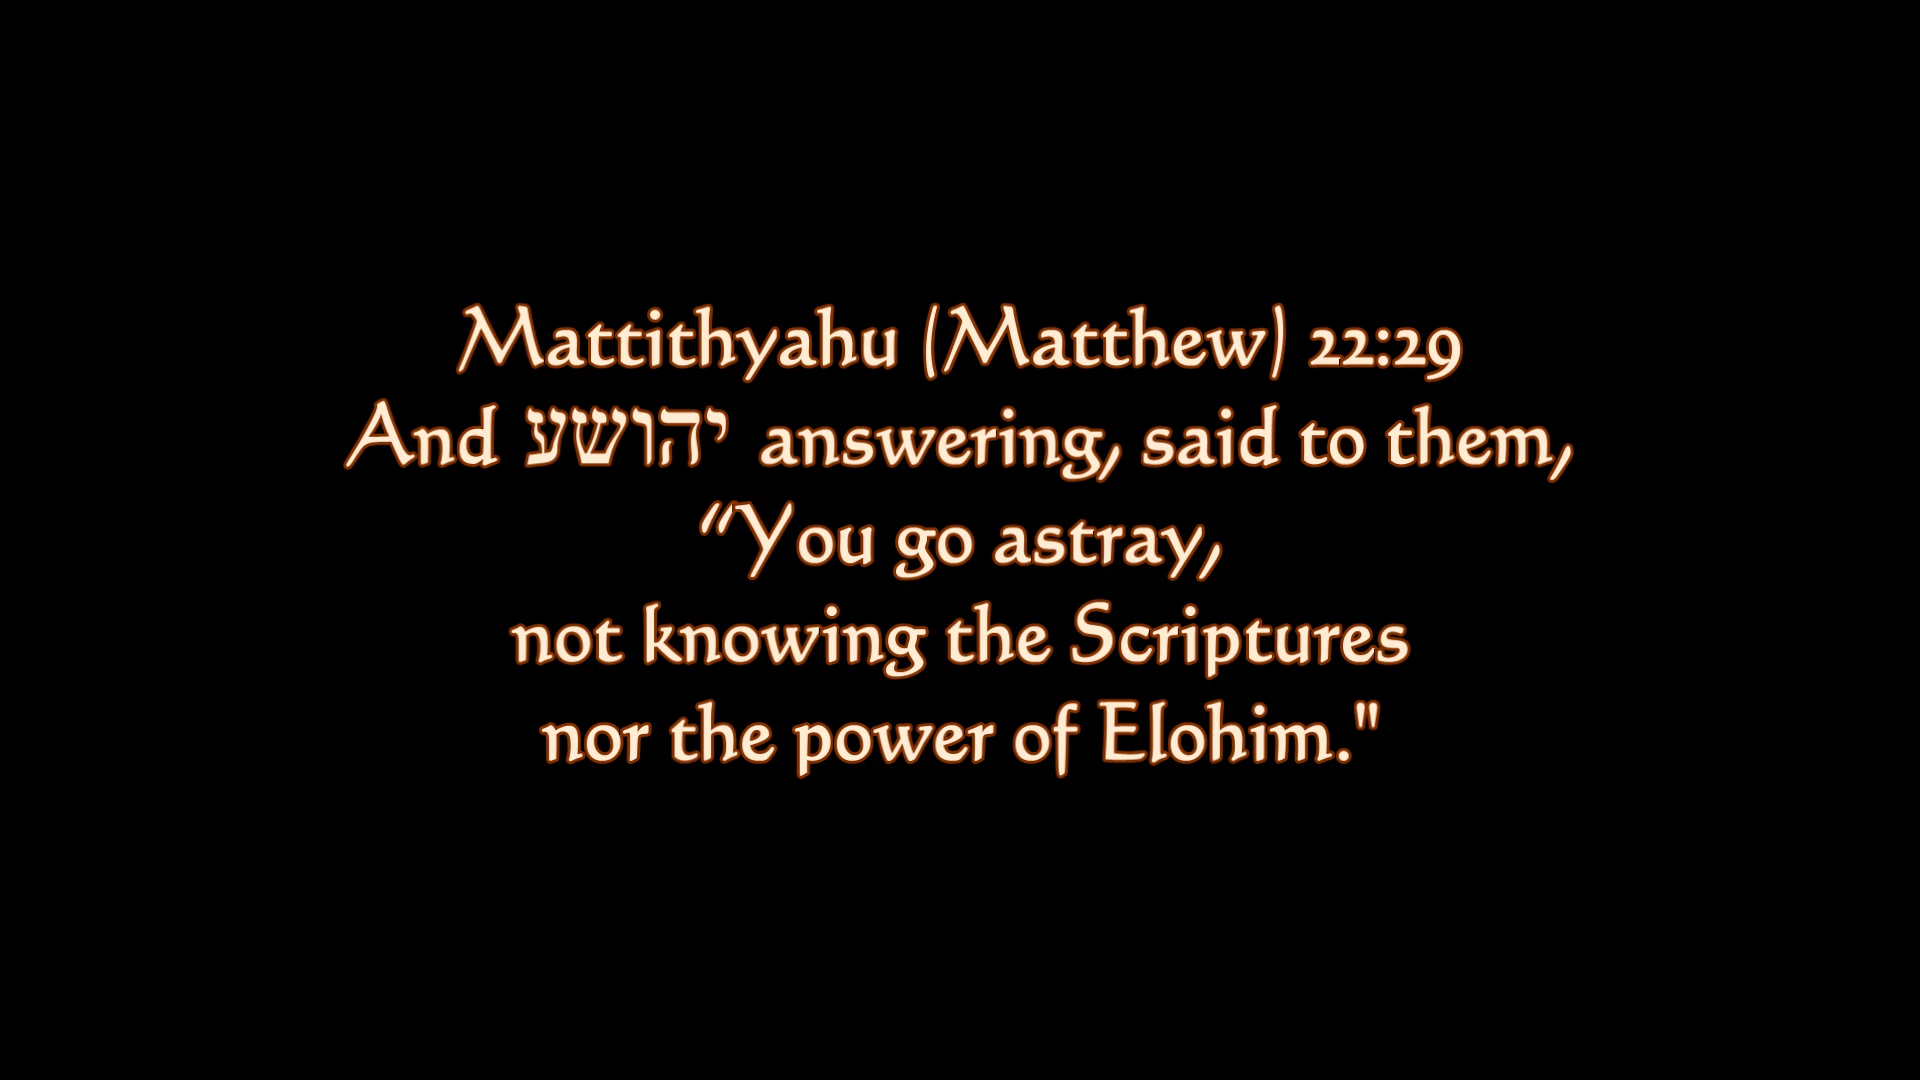 Mattithyahu (Matthew) 22:29
And יהושע answering, said to them,
“You go astray,
not knowing the Scriptures
nor the power of Elohim."